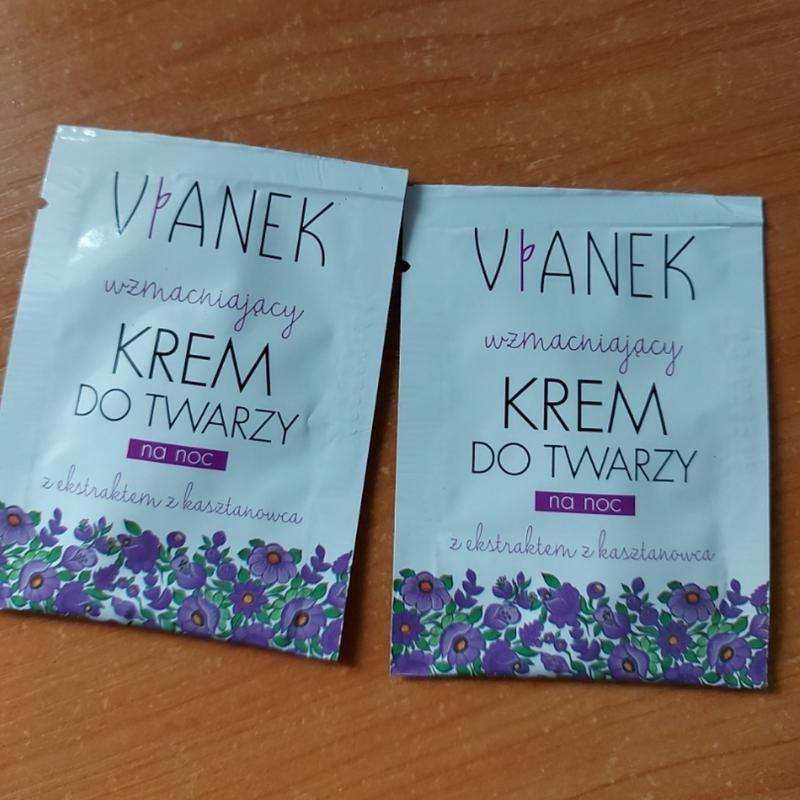 VIANEK
wzmacniający
KREM
DO TWARZY
na noc
z ekstraktem z kasztanowca
VIANEK
wzmacniający
KREM
DO TWARZY
na noc
z ekstraktem z kasztanowca